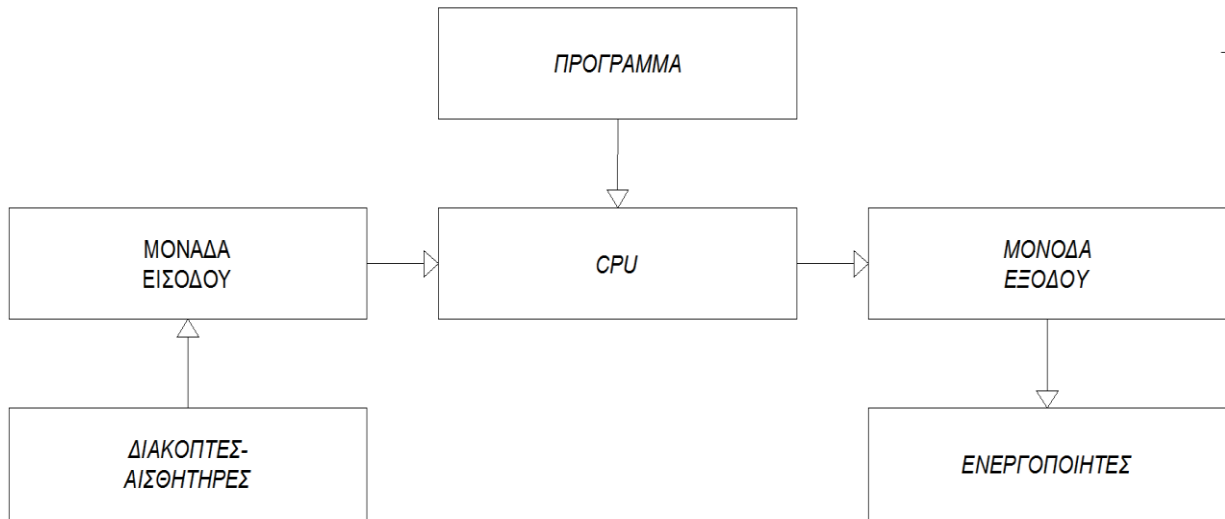 ΠΡΟΓΡΑΜΜΑ
ΜΟΝΑΔΑ
ΕΙΣΟΔΟΥ
CPU
ΜΟΝΟΔΑ
ΕΞΟΔΟΥ
ΔΙΑΚΟΠΤΕΣ-
ΑΙΣΘΗΤΗΡΕΣ
ΕΝΕΡΓΟΠΟΙΗΤΕΣ